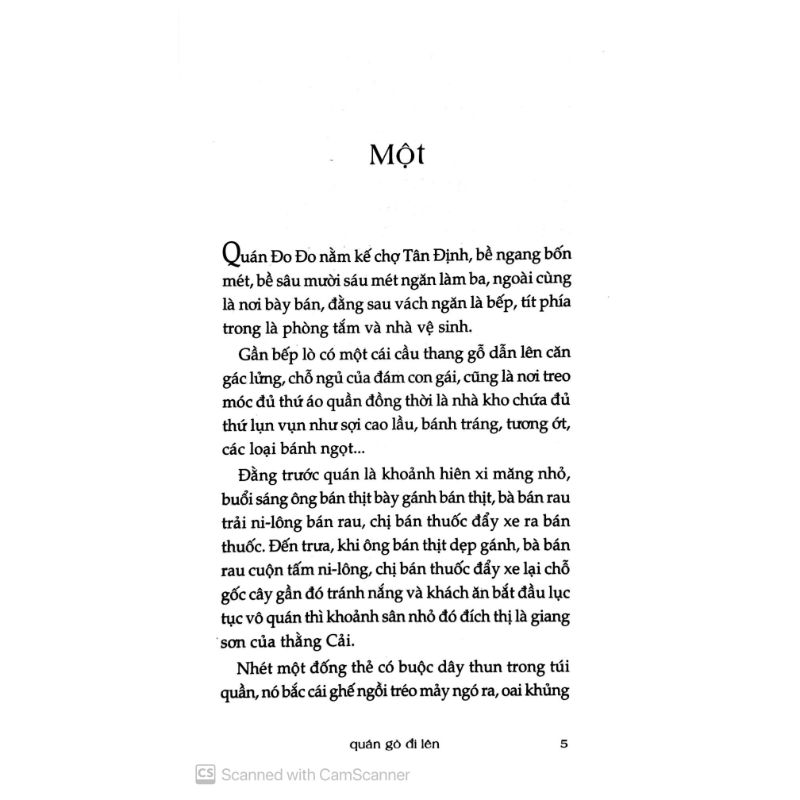 Một
Quán Đo Đo nằm kế chợ Tân Định, bề ngang bốn
mét, bề sâu mười sáu mét ngăn làm ba, ngoài cùng
là nơi bày bán, đằng sau vách ngăn là bếp, tít phía
trong là phòng tắm và nhà vệ sinh.
Gần bếp lò có một cái cầu thang gỗ dẫn lên căn
gác lửng, chỗ ngủ của đám con gái, cũng là nơi treo
móc đủ thứ áo quần đồng thời là nhà kho chứa đủ
thứ lụn vụn như sợi cao lầu, bánh tráng, tương ớt,
các loại bánh ngọt...
Đằng trước quán là khoảnh hiên xi măng nhỏ,
buổi sáng ông bán thịt bày gánh bán thịt, bà bán rau
trải ni-lông bán rau, chị bán thuốc đẩy xe ra bán
thuốc. Đến trưa, khi ông bán thịt dẹp gánh, bà bán
rau cuộn tấm ni-lông, chị bán thuốc đẩy xe lại chỗ
gốc cây gần đó tránh nắng và khách ăn bắt đầu lục
tục vô quán thì khoảnh sân nhỏ đó đích thị là giang
sơn của thằng Cải.
Nhét một đống thẻ có buộc dây thun trong túi
quần, nó bắc cái ghế ngồi tréo mảy ngó ra, oai khủng
quán gò đi lên 5
CS Scanned with CamScanner